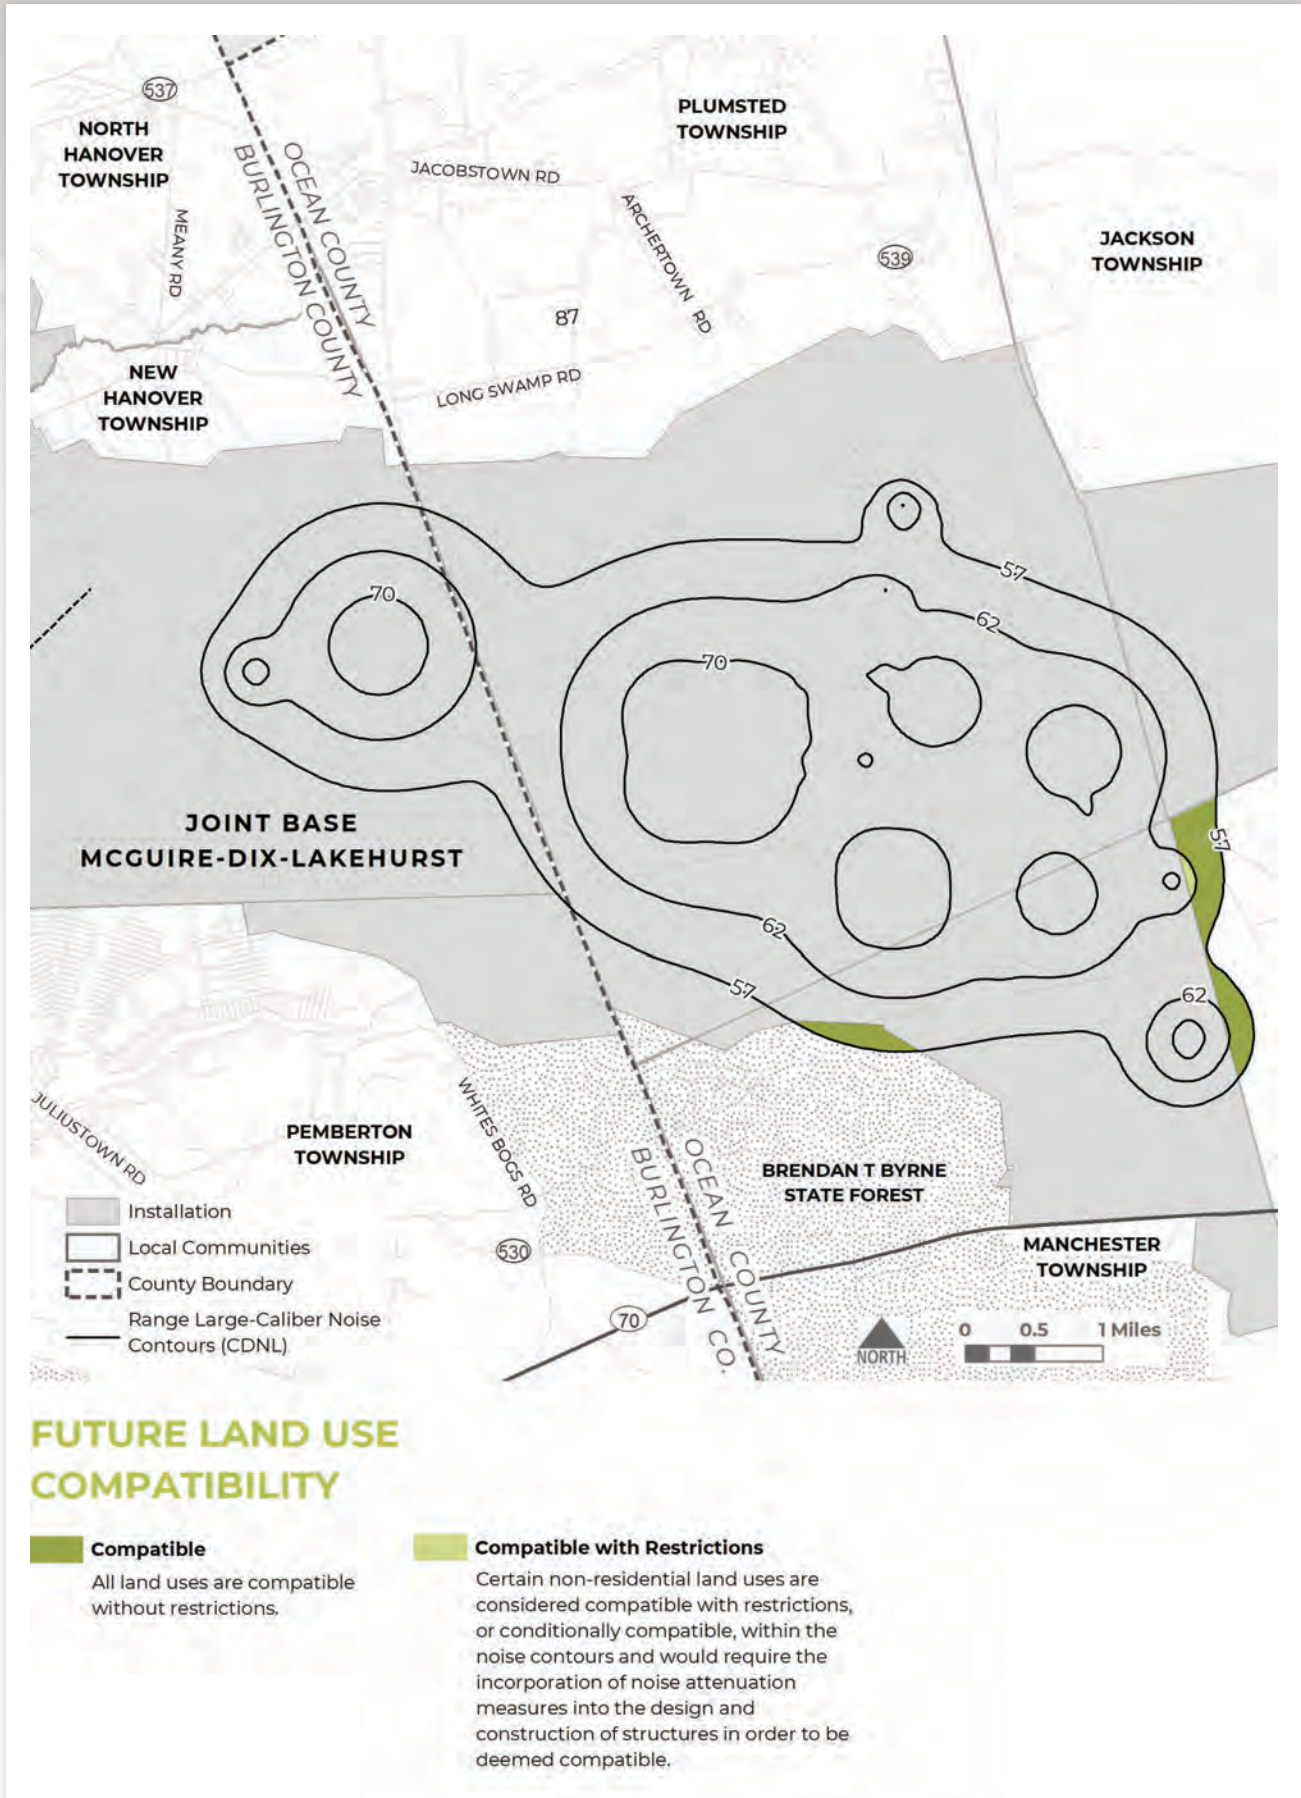 537
NORTH
HANOVER
TOWNSHIP
PLUMSTED
TOWNSHIP
OCEAN COUNTY
BURLINGTON COUNTY
JACOBSTOWN RD
MEANY RD
ARCHERTOWN RD
JACKSON
TOWNSHIP
539
87
NEW
HANOVER
TOWNSHIP
LONG SWAMP RD
57
70
62
70
JOINT BASE
MCGUIRE-DIX-LAKEHURST
57
62
57
62
JULIUSTOWN RD
PEMBERTON
TOWNSHIP
WHITES BOGS RD
OCEAN COUNTY
BURLINGTON CO.
BRENDAN T BYRNE
STATE FOREST
530
70
MANCHESTER
TOWNSHIP
Installation
Local Communities
County Boundary
Range Large-Caliber Noise
Contours (CDNL)
NORTH
0 0.5 1 Miles
FUTURE LAND USE
COMPATIBILITY
Compatible
All land uses are compatible
without restrictions.
Compatible with Restrictions
Certain non-residential land uses are
considered compatible with restrictions,
or conditionally compatible, within the
noise contours and would require the
incorporation of noise attenuation
measures into the design and
construction of structures in order to be
deemed compatible.